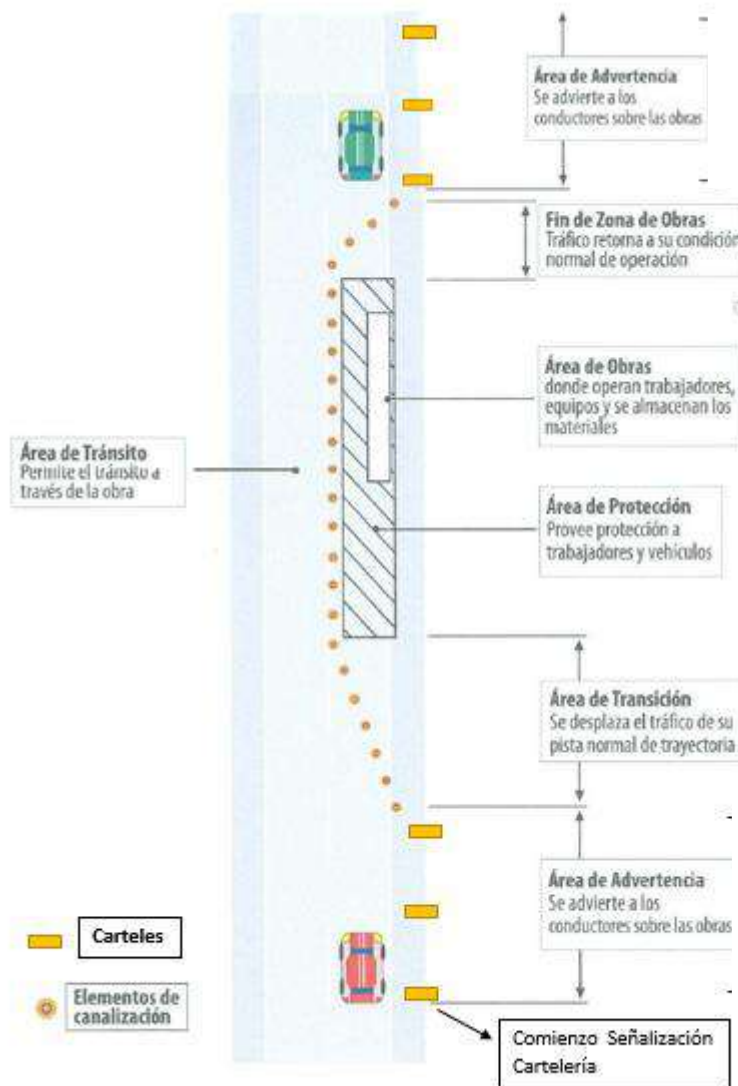 Área de Advertencia
Se advierte a los
conductores sobre las obras
Fin de Zona de Obras
Tráfico retorna a su condición
normal de operación
Área de Obras
donde operan trabajadores,
equipos y se almacenan los
materiales
Área de Tránsito
Permite el tránsito a
través de la obra
Área de Protección
Provee protección a
trabajadores y vehículos
Área de Transición
Se desplaza el tráfico de su
pista normal de trayectoria
Área de Advertencia
Se advierte a los
conductores sobre las obras
Carteles
Elementos de
canalización
Comienzo Señalización
Cartelería